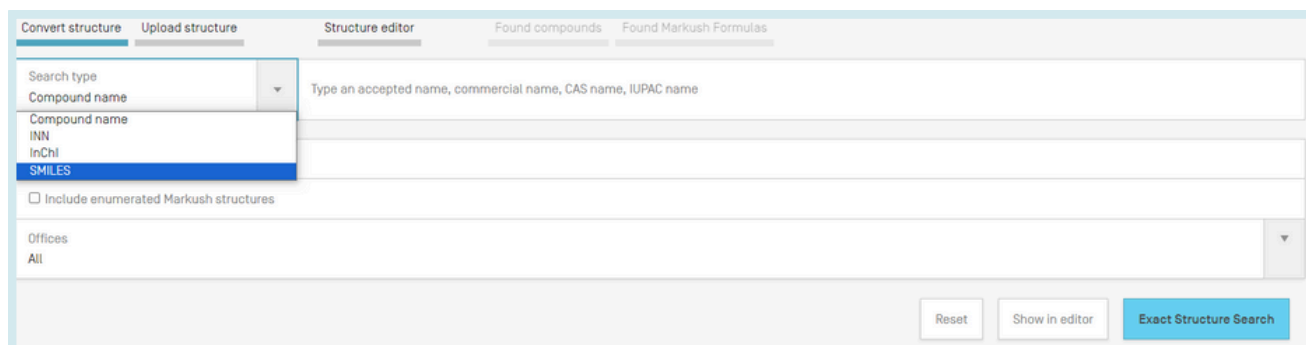 Convert structure Upload structure Structure editor Found compounds Found Markush Formulas
Search type
Compound name
Type an accepted name, commercial name, CAS name, IUPAC name
Compound name
INN
InChI
SMILES
Include enumerated Markush structures
Offices
All
Reset Show in editor Exact Structure Search